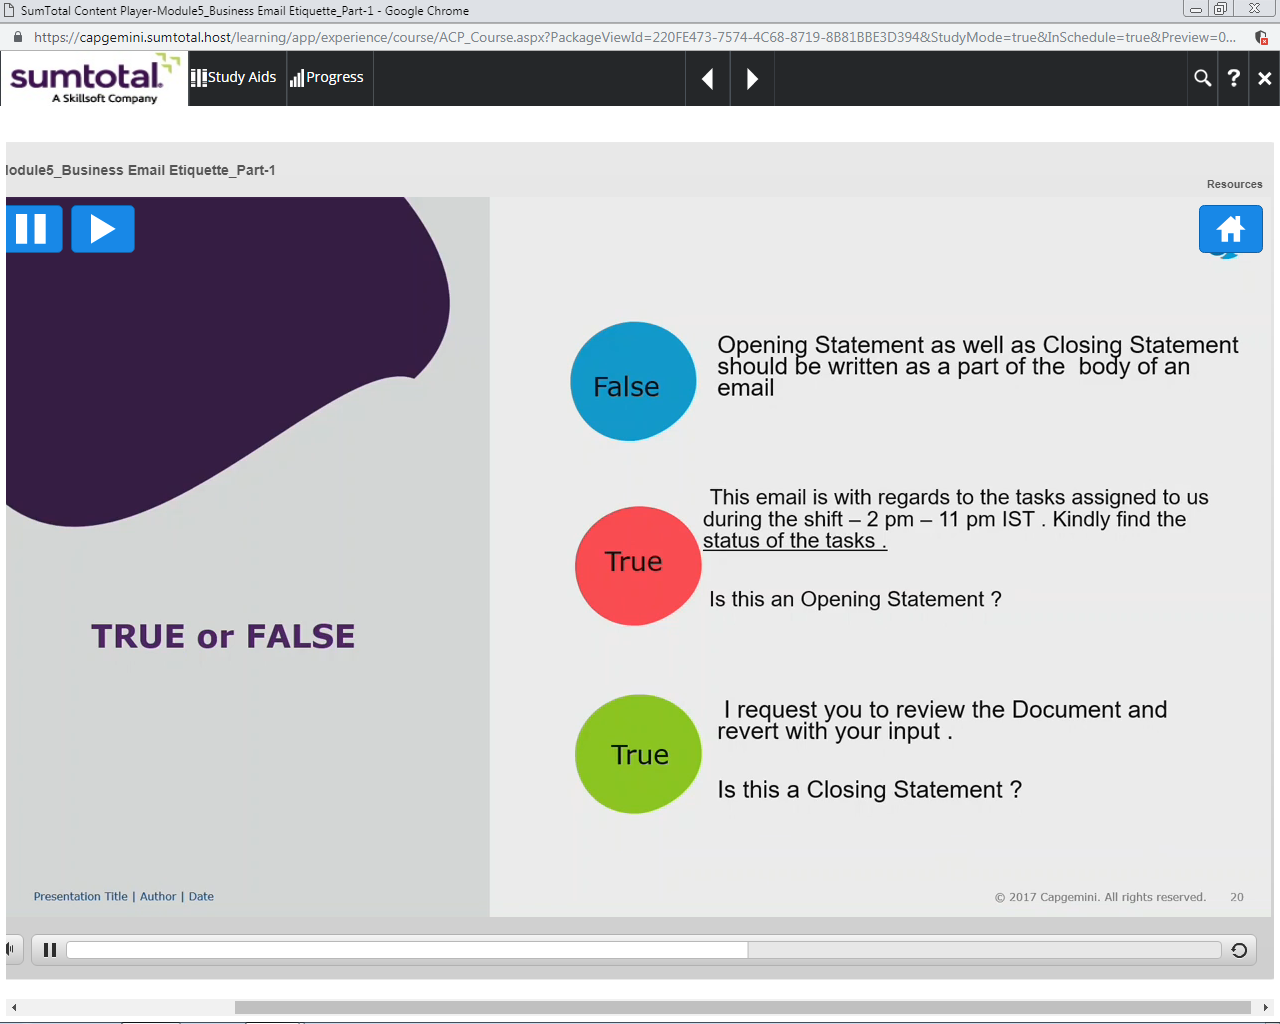 SumTotal Content Player-Module5_Business Email Etiquette_Part-1 - Google Chrome
https://capgemini.sumtotal.host/learning/app/experience/course/ACP_Course.aspx?PackageViewId=220FE473-7574-4C68-8719-8B81BBE3D394&StudyMode=true&InSchedule=true&Preview=0...
sumtotal.
A Skillsoft Company
Study Aids
Progress
?
odule5_Business Email Etiquette_Part-1
Resources
False
Opening Statement as well as Closing Statement
should be written as a part of the body of an
email
True
This email is with regards to the tasks assigned to us
during the shift – 2 pm – 11 pm IST . Kindly find the
status of the tasks .
Is this an Opening Statement ?
TRUE or FALSE
True
I request you to review the Document and
revert with your input .
Is this a Closing Statement ?
Presentation Title | Author | Date
© 2017 Capgemini. All rights reserved. 20